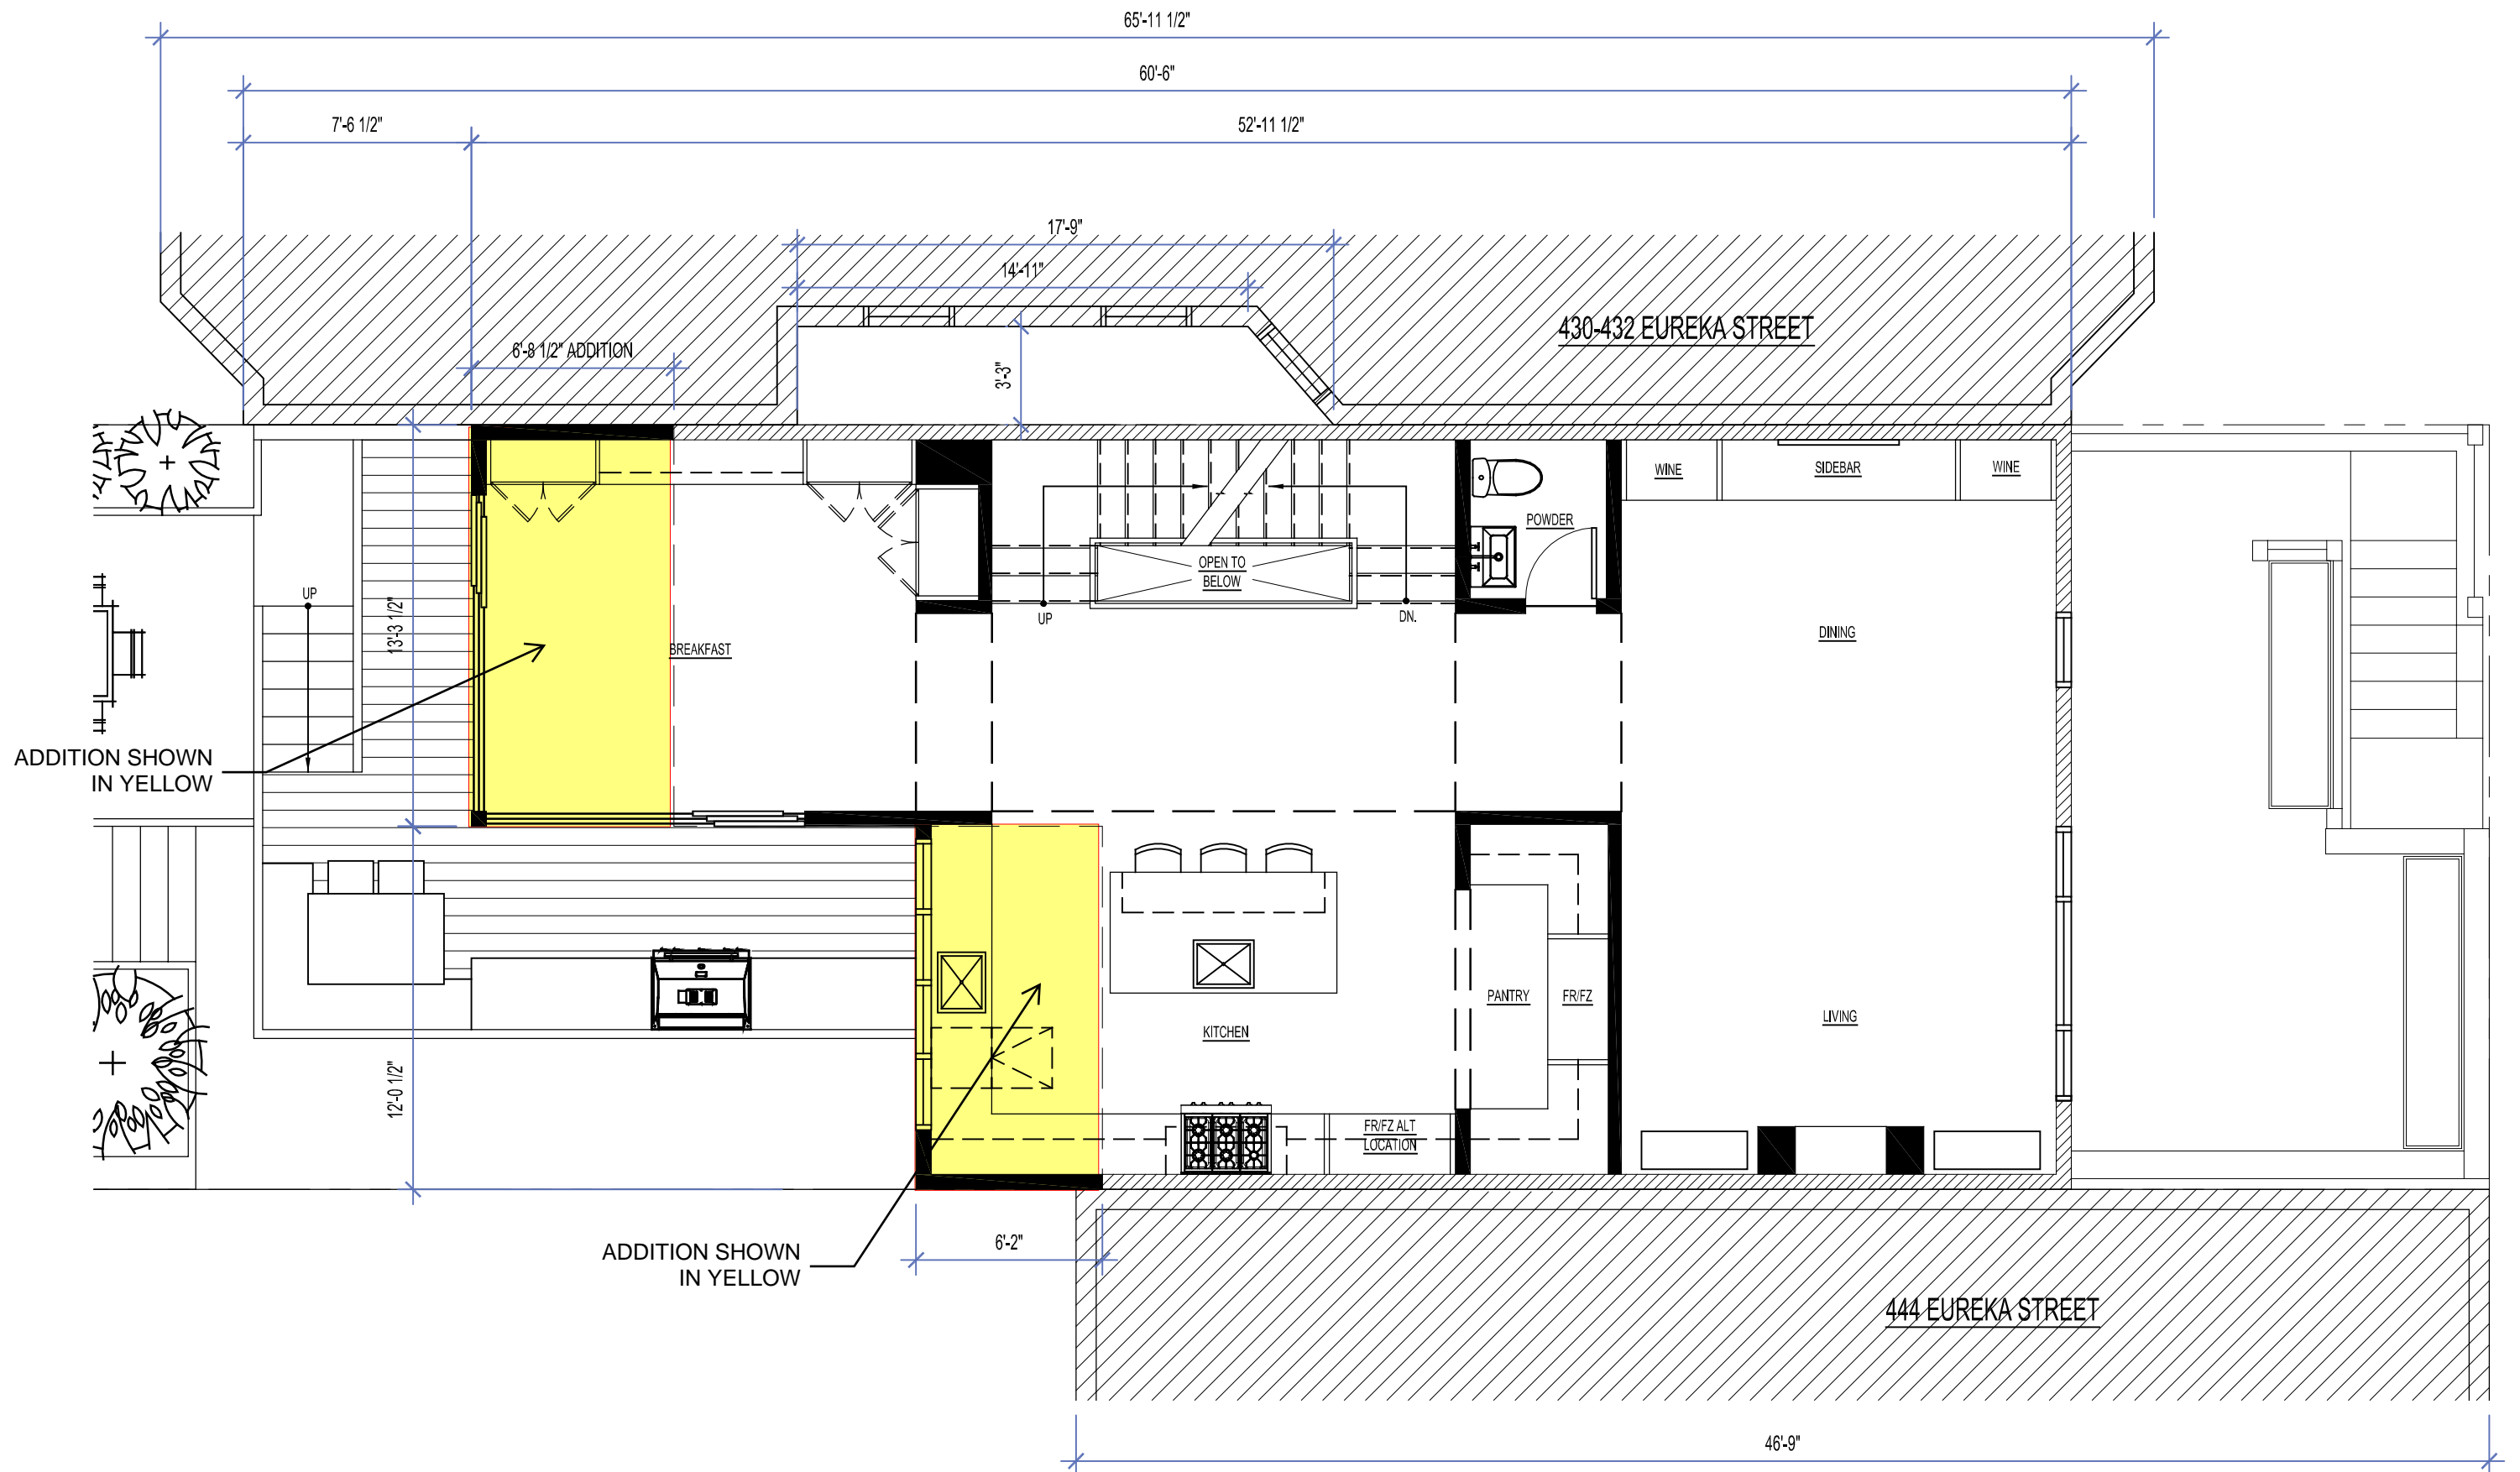 65'-11 1/2"
60'-6"
7'-6 1/2"
52'-11 1/2"
17'-9"
14'-11"
430-432 EUREKA STREET
6'-8 1/2" ADDITION
3'-3"
WINE
SIDEBAR
WINE
POWDER
OPEN TO
BELOW
UP
UP
DN.
13'-3 1/2"
BREAKFAST
DINING
ADDITION SHOWN
IN YELLOW
PANTRY
FR/FZ
LIVING
KITCHEN
12'-0 1/2"
FR/FZ ALT
LOCATION
ADDITION SHOWN
IN YELLOW
6'-2"
444 EUREKA STREET
46'-9"